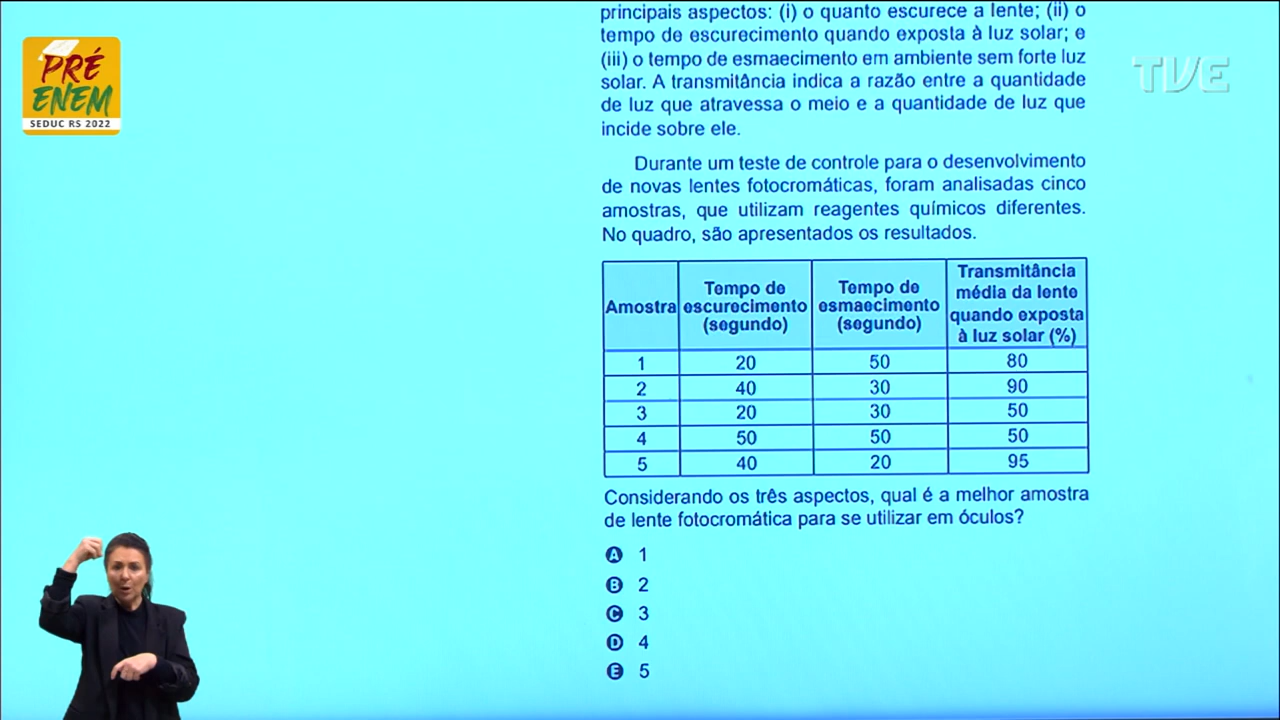 PRÉ
ENEM
SEDUC RS 2022
TVE
principais aspectos: (i) o quanto escurece a lente; (ii) o
tempo de escurecimento quando exposta à luz solar; e
(iii) o tempo de esmaecimento em ambiente sem forte luz
solar. A transmitância indica a razão entre a quantidade
de luz que atravessa o meio e a quantidade de luz que
incide sobre ele.
Durante um teste de controle para o desenvolvimento
de novas lentes fotocromáticas, foram analisadas cinco
amostras, que utilizam reagentes químicos diferentes.
No quadro, são apresentados os resultados.
Amostra | Tempo de escurecimento (segundo) | Tempo de esmaecimento (segundo) | Transmitância média da lente quando exposta à luz solar (%)
1 20 50 80
2 40 30 90
3 20 30 50
4 50 50 50
5 40 20 95
Considerando os três aspectos, qual é a melhor amostra
de lente fotocromática para se utilizar em óculos?
A 1
B 2
C 3
D 4
E 5